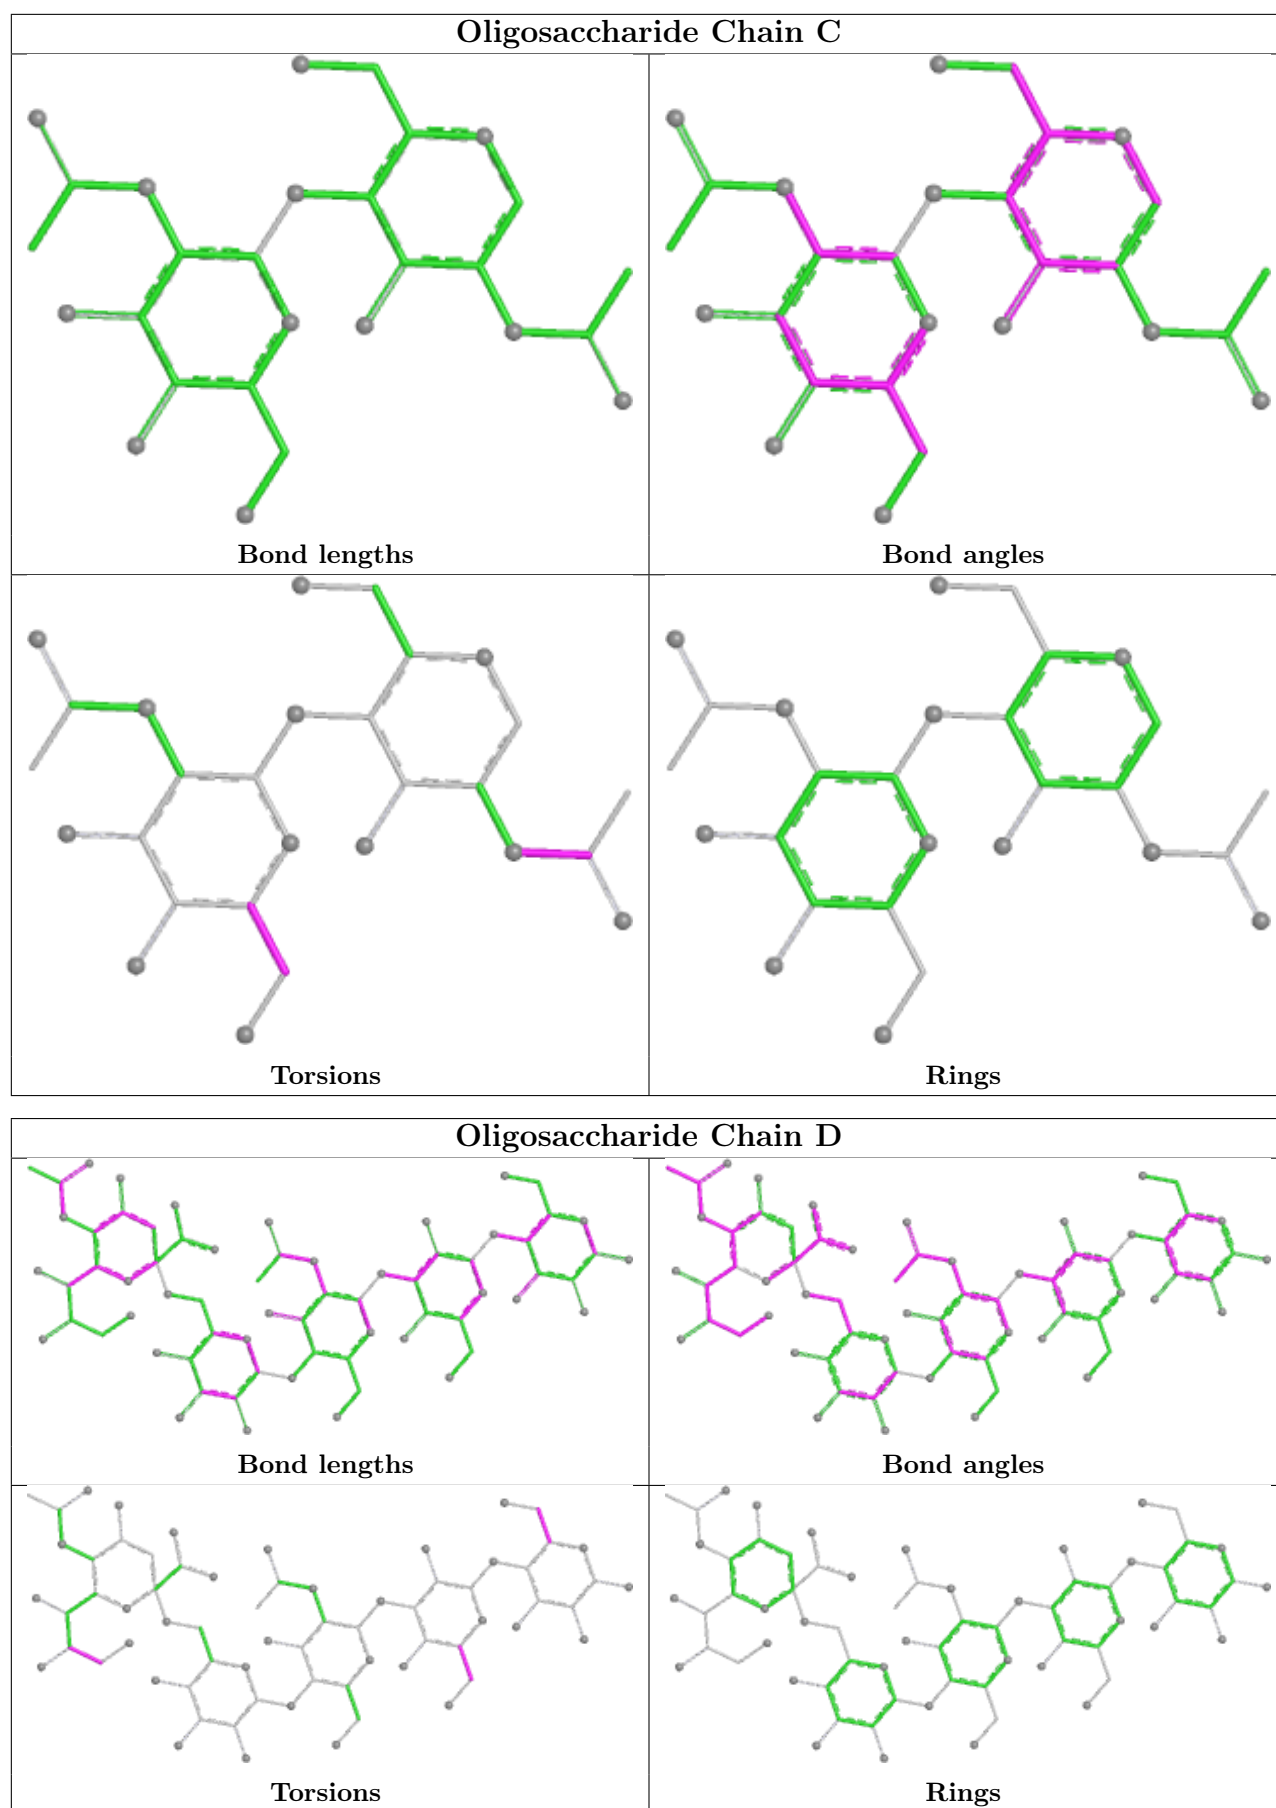 Oligosaccharide Chain C
Bond lengths
Bond angles
Torsions
Rings
Oligosaccharide Chain D
Bond lengths
Bond angles
Torsions
Rings